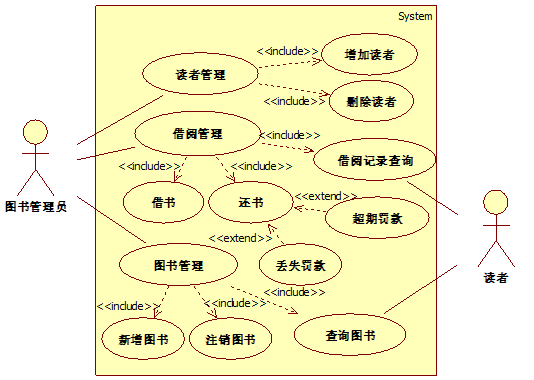 System
<<include>>
增加读者
读者管理
<<include>>
删除读者
借阅管理
<<include>>
借阅记录查询
<<include>>
<<include>>
借书
还书
<<extend>>
超期罚款
图书管理员
<<extend>>
图书管理
丢失罚款
读者
<<include>>
<<include>>
<<include>>
新增图书
注销图书
查询图书